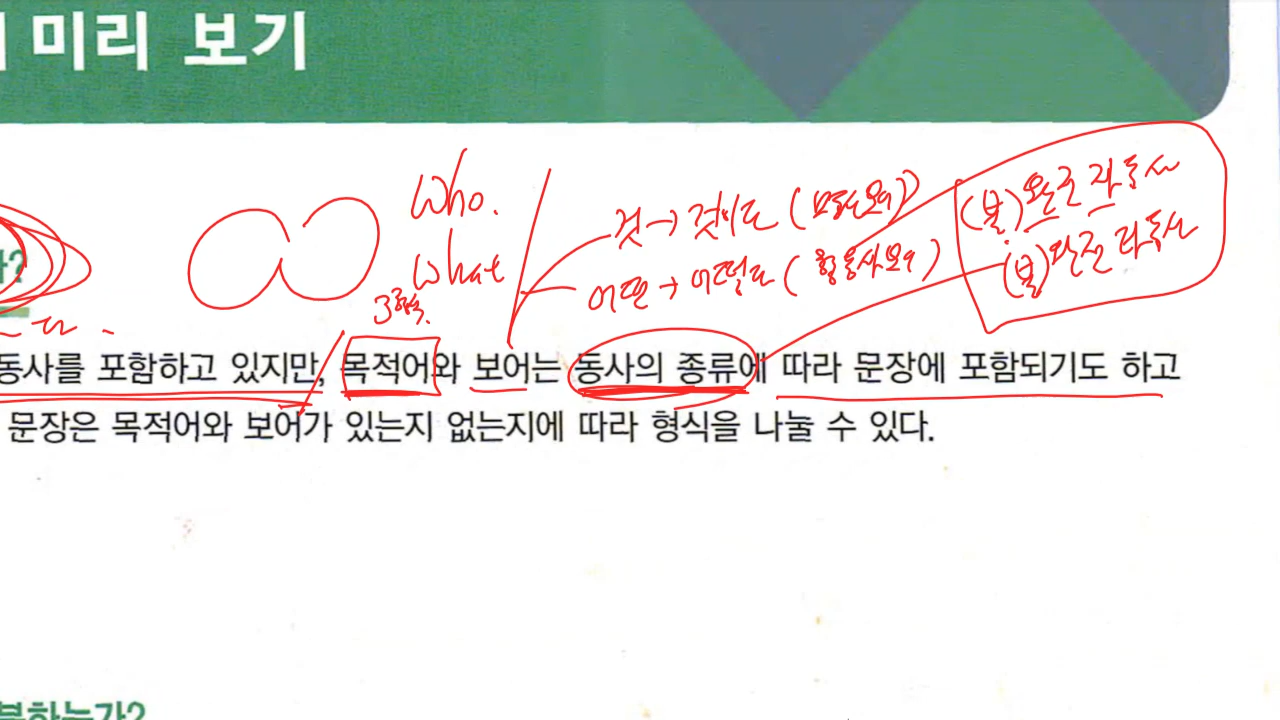 미리 보기
Who.
것→ 것이도 (명사보어)
(불)완전 자동사
what
어떤→ 어떨도 (형용사보어)
(불)완전 타동사
3형식.
동사를 포함하고 있지만, 목적어와 보어는 동사의 종류에 따라 문장에 포함되기도 하고
문장은 목적어와 보어가 있는지 없는지에 따라 형식을 나눌 수 있다.